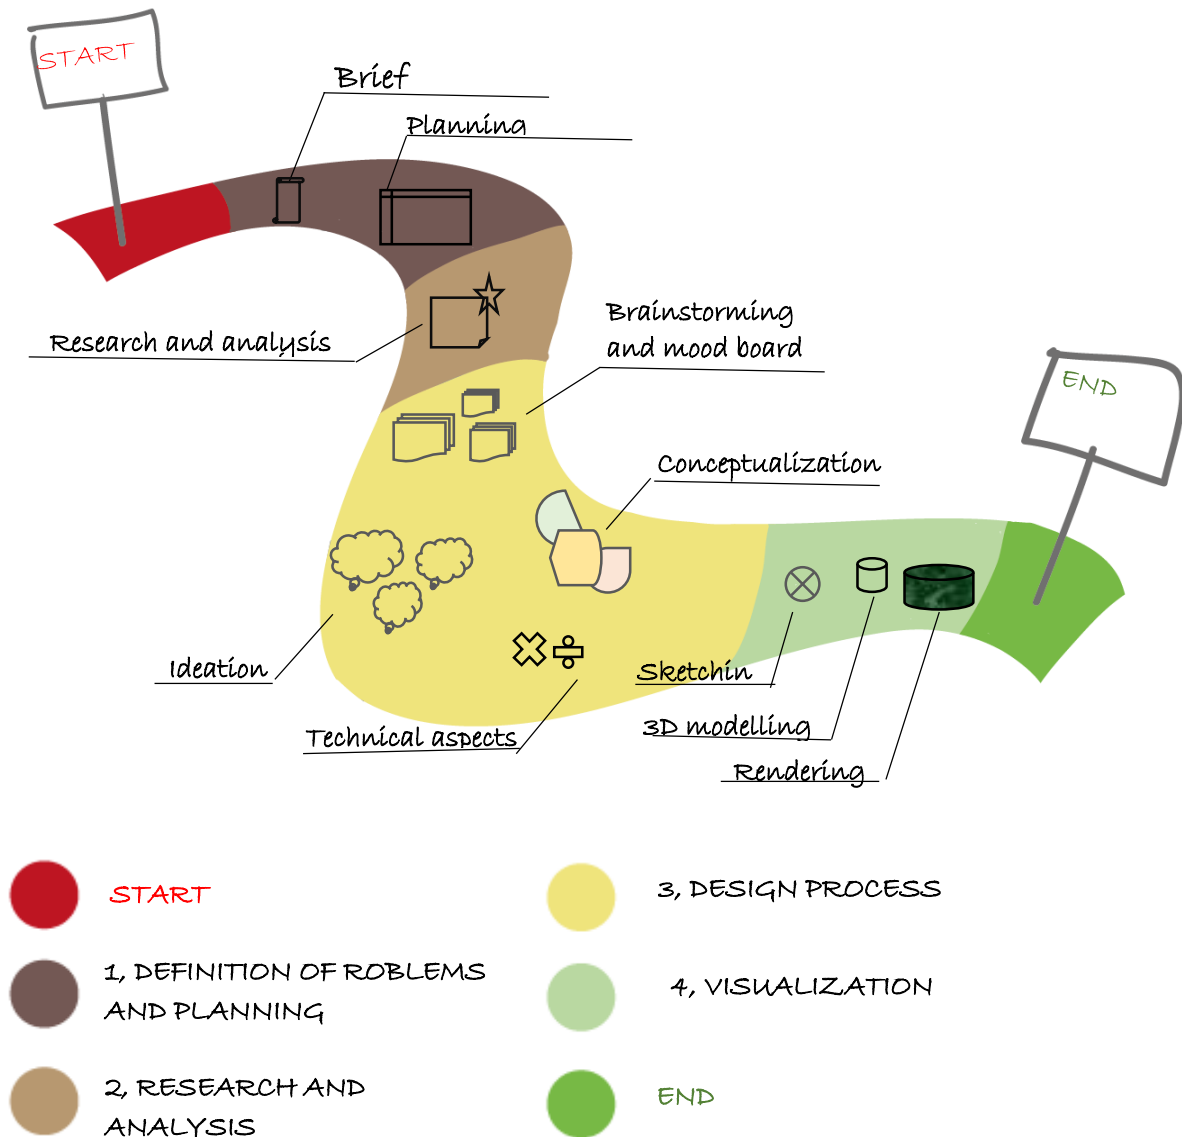 START
Brief
Planning
Research and analysis
Brainstorming
and mood board
END
Conceptualization
Ideation
Sketchin
Technical aspects
3D modelling
Rendering
START
1, DEFINITION OF ROBLEMS
AND PLANNING
2, RESEARCH AND
ANALYSIS
3, DESIGN PROCESS
4, VISUALIZATION
END